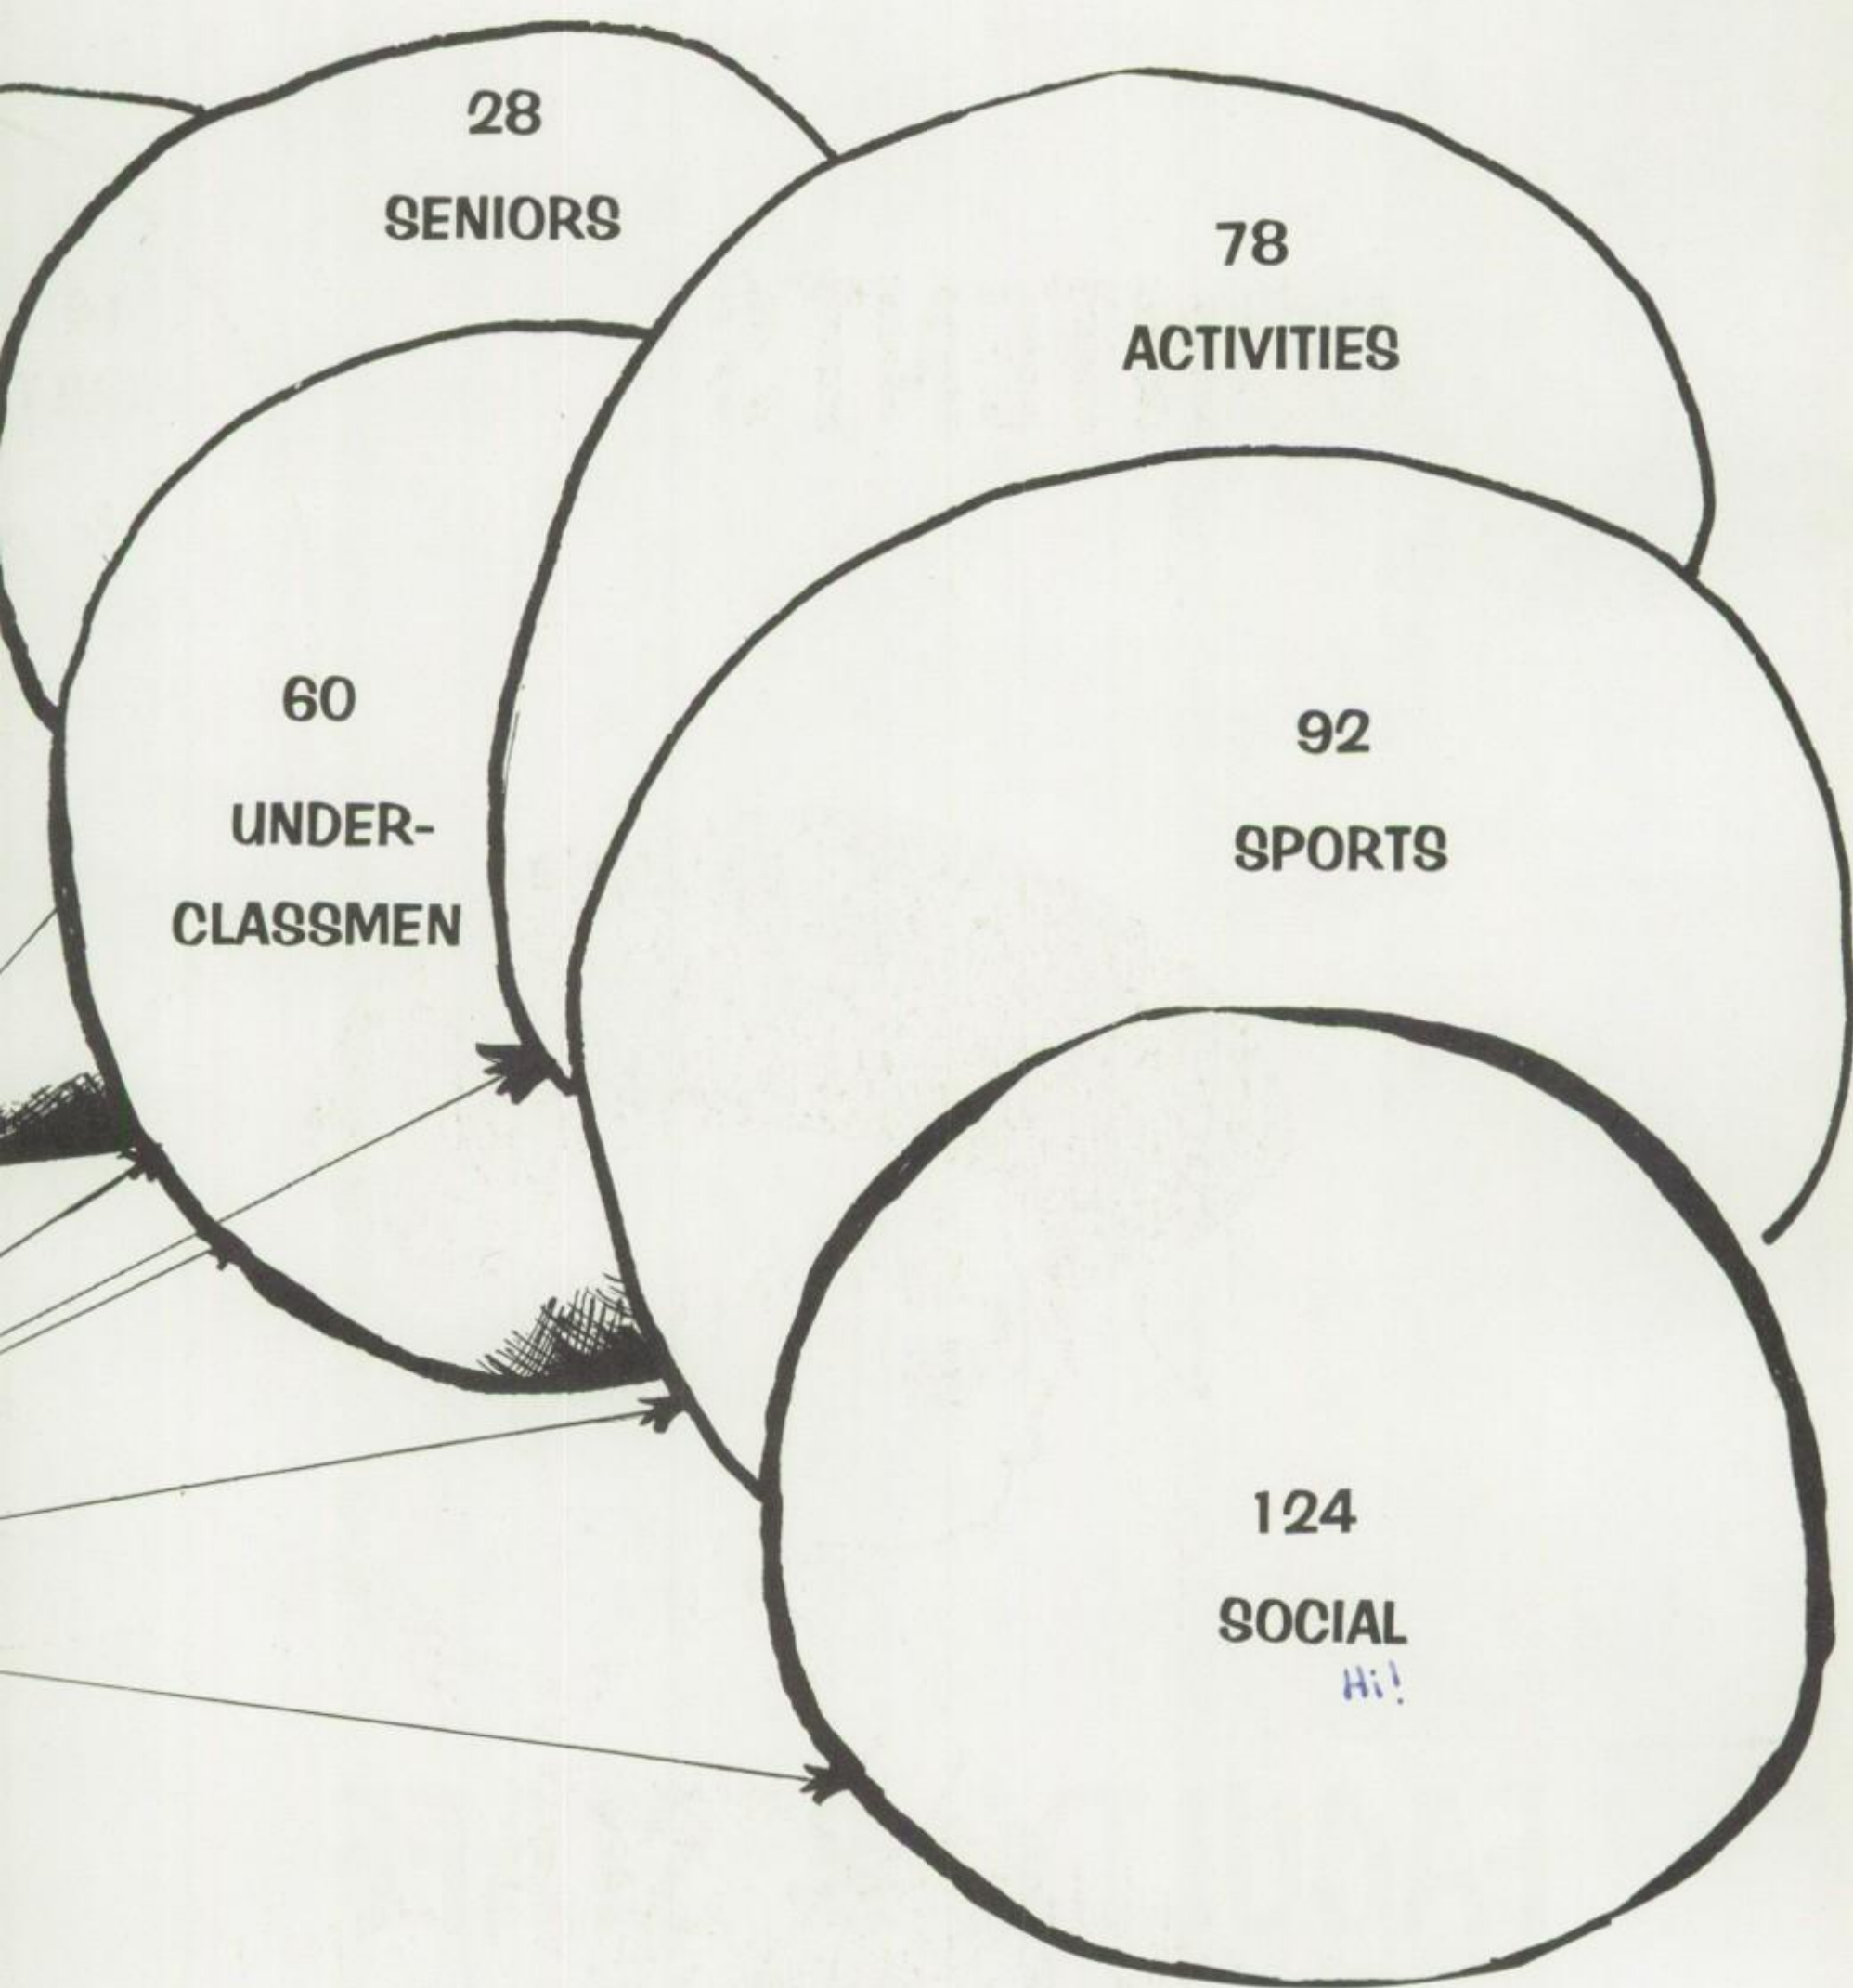 28
SENIORS
78
ACTIVITIES
60
UNDER-
CLASSMEN
92
SPORTS
124
SOCIAL
Hi!